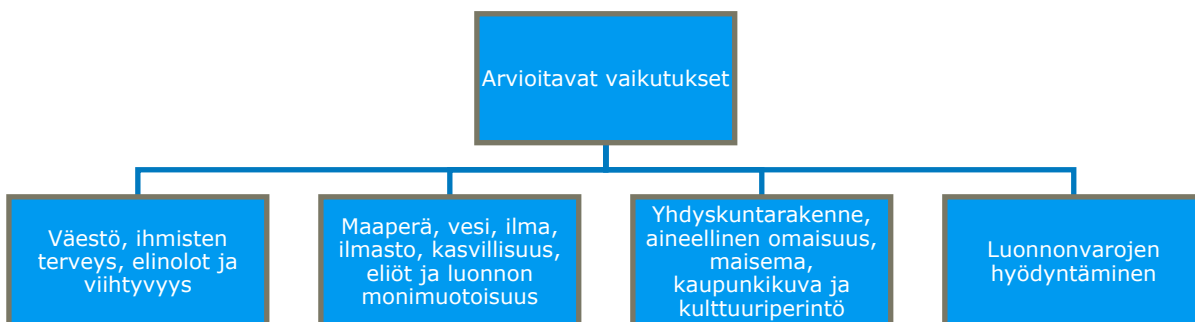 Arvioitavat vaikutukset
Väestö, ihmisten
terveys, elinolot ja
viihtyvyys
Maaperä, vesi, ilma,
ilmasto, kasvillisuus,
eliöt ja luonnon
monimuotoisuus
Yhdyskuntarakenne,
aineellinen omaisuus,
maisema,
kaupunkikuva ja
kulttuuriperintö
Luonnonvarojen
hyödyntäminen